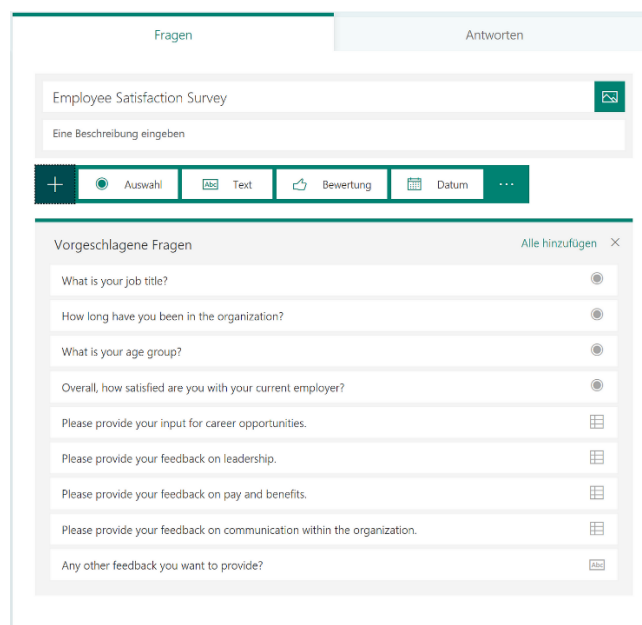 Fragen
Antworten
Employee Satisfaction Survey
Eine Beschreibung eingeben
Auswahl
Abc Text
Bewertung
Datum
...
Vorgeschlagene Fragen
Alle hinzufügen
What is your job title?
How long have you been in the organization?
What is your age group?
Overall, how satisfied are you with your current employer?
Please provide your input for career opportunities.
Please provide your feedback on leadership.
Please provide your feedback on pay and benefits.
Please provide your feedback on communication within the organization.
Any other feedback you want to provide?
Abc